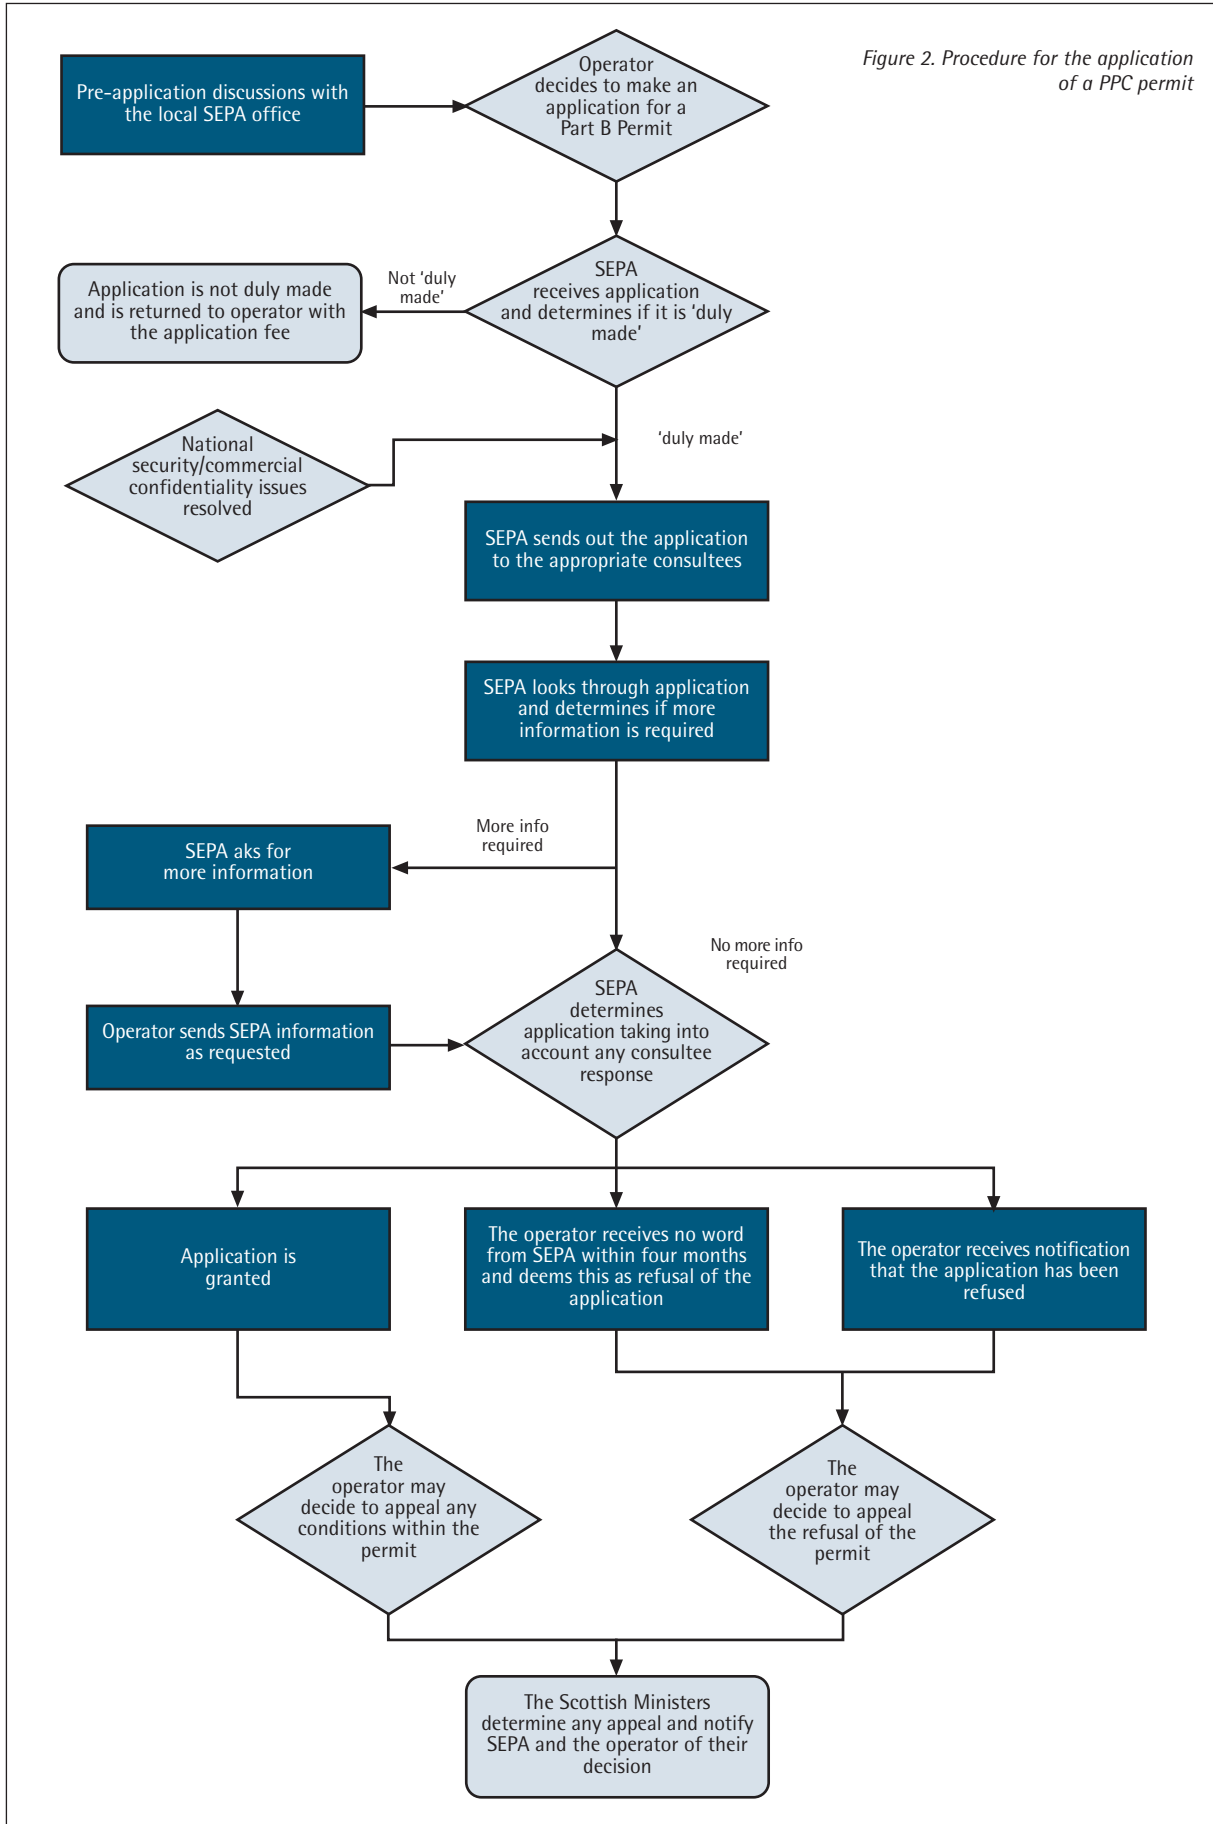 Figure 2. Procedure for the application
of a PPC permit
Pre-application discussions with
the local SEPA office
Operator
decides to make an
application for a
Part B Permit
SEPA
receives application
and determines if it is ‘duly
made’
Not ‘duly
made’
Application is not duly made
and is returned to operator with
the application fee
National
security/commercial
confidentiality issues
resolved
‘duly made’
SEPA sends out the application
to the appropriate consultees
SEPA looks through application
and determines if more
information is required
More info
required
SEPA aks for
more information
No more info
required
Operator sends SEPA information
as requested
SEPA
determines
application taking into
account any consultee
response
Application is
granted
The operator receives no word
from SEPA within four months
and deems this as refusal of the
application
The operator receives notification
that the application has been
refused
The
operator may
decide to appeal any
conditions within the
permit
The
operator may
decide to appeal
the refusal of the
permit
The Scottish Ministers
determine any appeal and notify
SEPA and the operator of their
decision